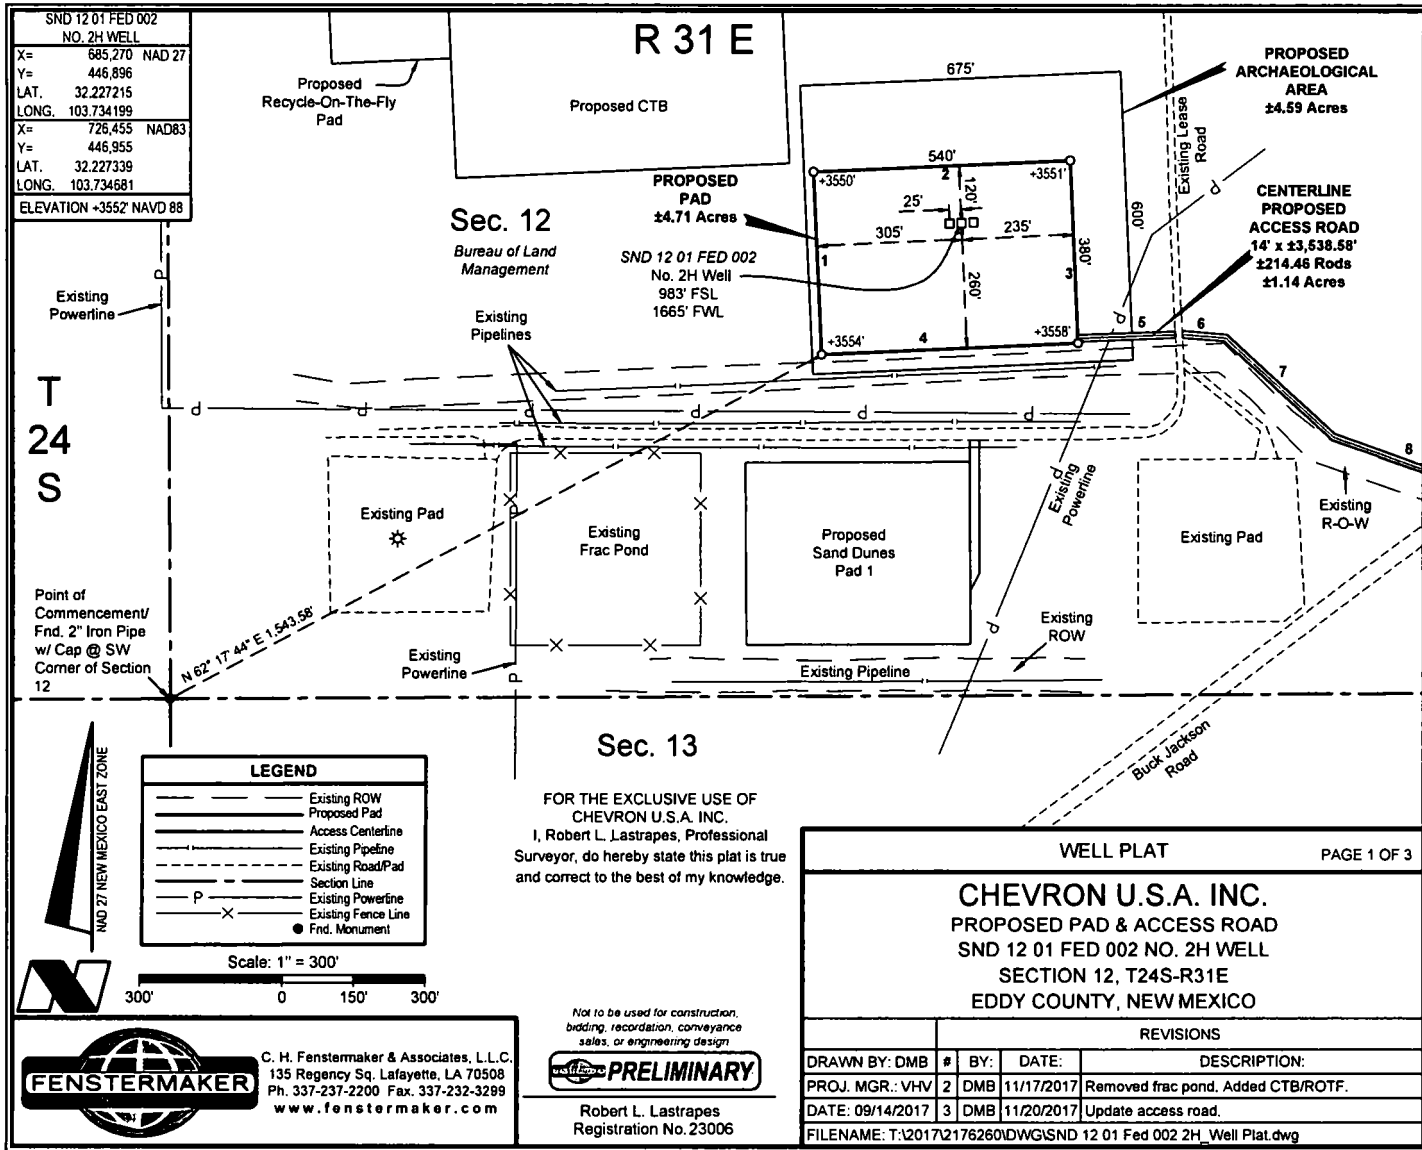 SND 12 01 FED 002
NO. 2H WELL
X= 685,270 NAD 27
Y= 446,896
LAT. 32.227215
LONG. 103.734199
X= 726,455 NAD83
Y= 446,955
LAT. 32.227339
LONG. 103.734681
ELEVATION +3552' NAVD 88
R 31 E
Proposed
Recycle-On-The-Fly
Pad
Proposed CTB
675'
PROPOSED
ARCHAEOLOGICAL
AREA
±4.59 Acres
Existing Lease
Road
CENTERLINE
PROPOSED
ACCESS ROAD
14' x ±3,538.58'
±214.46 Rods
±1.14 Acres
540'
2
+3550'
+3551'
120'
25'
305'
235'
600'
380'
1
3
260'
+3554'
4
+3558'
PROPOSED
PAD
±4.71 Acres
Sec. 12
Bureau of Land
Management
SND 12 01 FED 002
No. 2H Well
983' FSL
1665' FWL
P
Existing
Powerline
Existing
Pipelines
5
6
7
8
P
P
T
24
S
P
P
P
P
P
P
P
Existing
Powerline
Existing
R-O-W
Existing Pad
P
Existing
Frac Pond
Proposed
Sand Dunes
Pad 1
Existing Pad
Point of
Commencement/
Fnd. 2" Iron Pipe
w/ Cap @ SW
Corner of Section
12
N 62° 17' 44" E 1,543.58'
Existing
Powerline
P
P
Existing
ROW
Existing Pipeline
Sec. 13
Buck Jackson
Road
NAD 27 NEW MEXICO EAST ZONE
LEGEND
Existing ROW
Proposed Pad
Access Centerline
Existing Pipeline
Existing Road/Pad
Section Line
P Existing Powerline
X Existing Fence Line
Fnd. Monument
Scale: 1" = 300'
300' 0 150' 300'
FOR THE EXCLUSIVE USE OF
CHEVRON U.S.A. INC.
I, Robert L. Lastrapes, Professional
Surveyor, do hereby state this plat is true
and correct to the best of my knowledge.
FENSTERMAKER
C. H. Fenstermaker & Associates, L.L.C.
135 Regency Sq. Lafayette, LA 70508
Ph. 337-237-2200 Fax. 337-232-3299
www.fenstermaker.com
Not to be used for construction,
bidding, recordation, conveyance
sales, or engineering design
PRELIMINARY
Robert L. Lastrapes
Registration No. 23006
WELL PLAT PAGE 1 OF 3
CHEVRON U.S.A. INC.
PROPOSED PAD & ACCESS ROAD
SND 12 01 FED 002 NO. 2H WELL
SECTION 12, T24S-R31E
EDDY COUNTY, NEW MEXICO
REVISIONS
DRAWN BY: DMB # BY: DATE: DESCRIPTION:
PROJ. MGR.: VHV 2 DMB 11/17/2017 Removed frac pond. Added CTB/ROTF.
DATE: 09/14/2017 3 DMB 11/20/2017 Update access road.
FILENAME: T:\2017\2176260\DWG\SND 12 01 Fed 002 2H_Well Plat.dwg